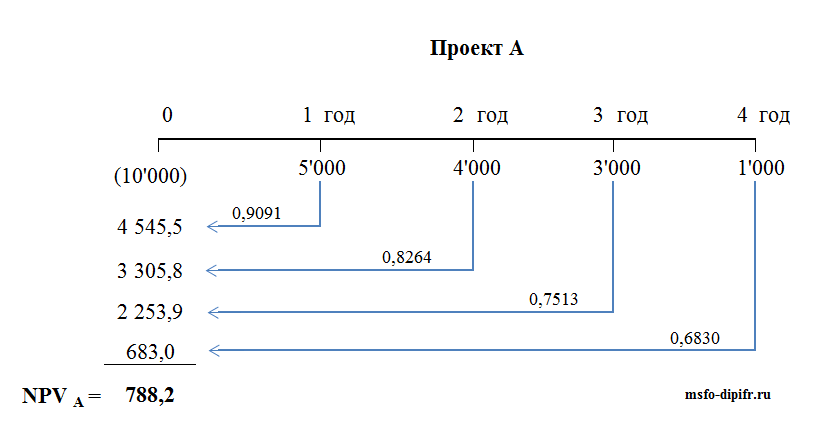 Проект А
0 1 год 2 год 3 год 4 год
(10'000) 5'000 4'000 3'000 1'000
0,9091
4 545,5
0,8264
3 305,8
0,7513
2 253,9
0,6830
683,0
NPV A = 788,2
msfo-dipifr.ru